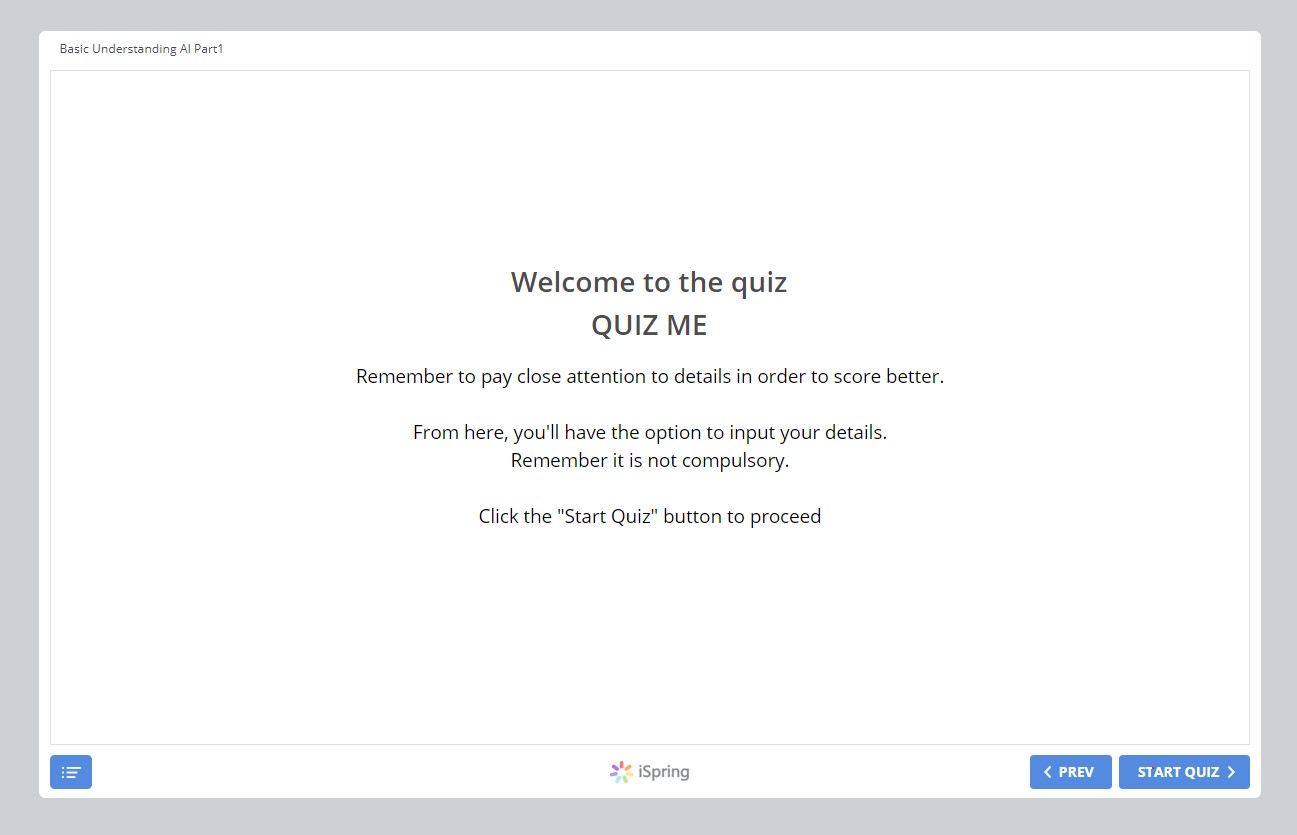 Basic Understanding AI Part1
Welcome to the quiz
QUIZ ME
Remember to pay close attention to details in order to score better.
From here, you'll have the option to input your details.
Remember it is not compulsory.
Click the "Start Quiz" button to proceed
iSpring
PREV
START QUIZ